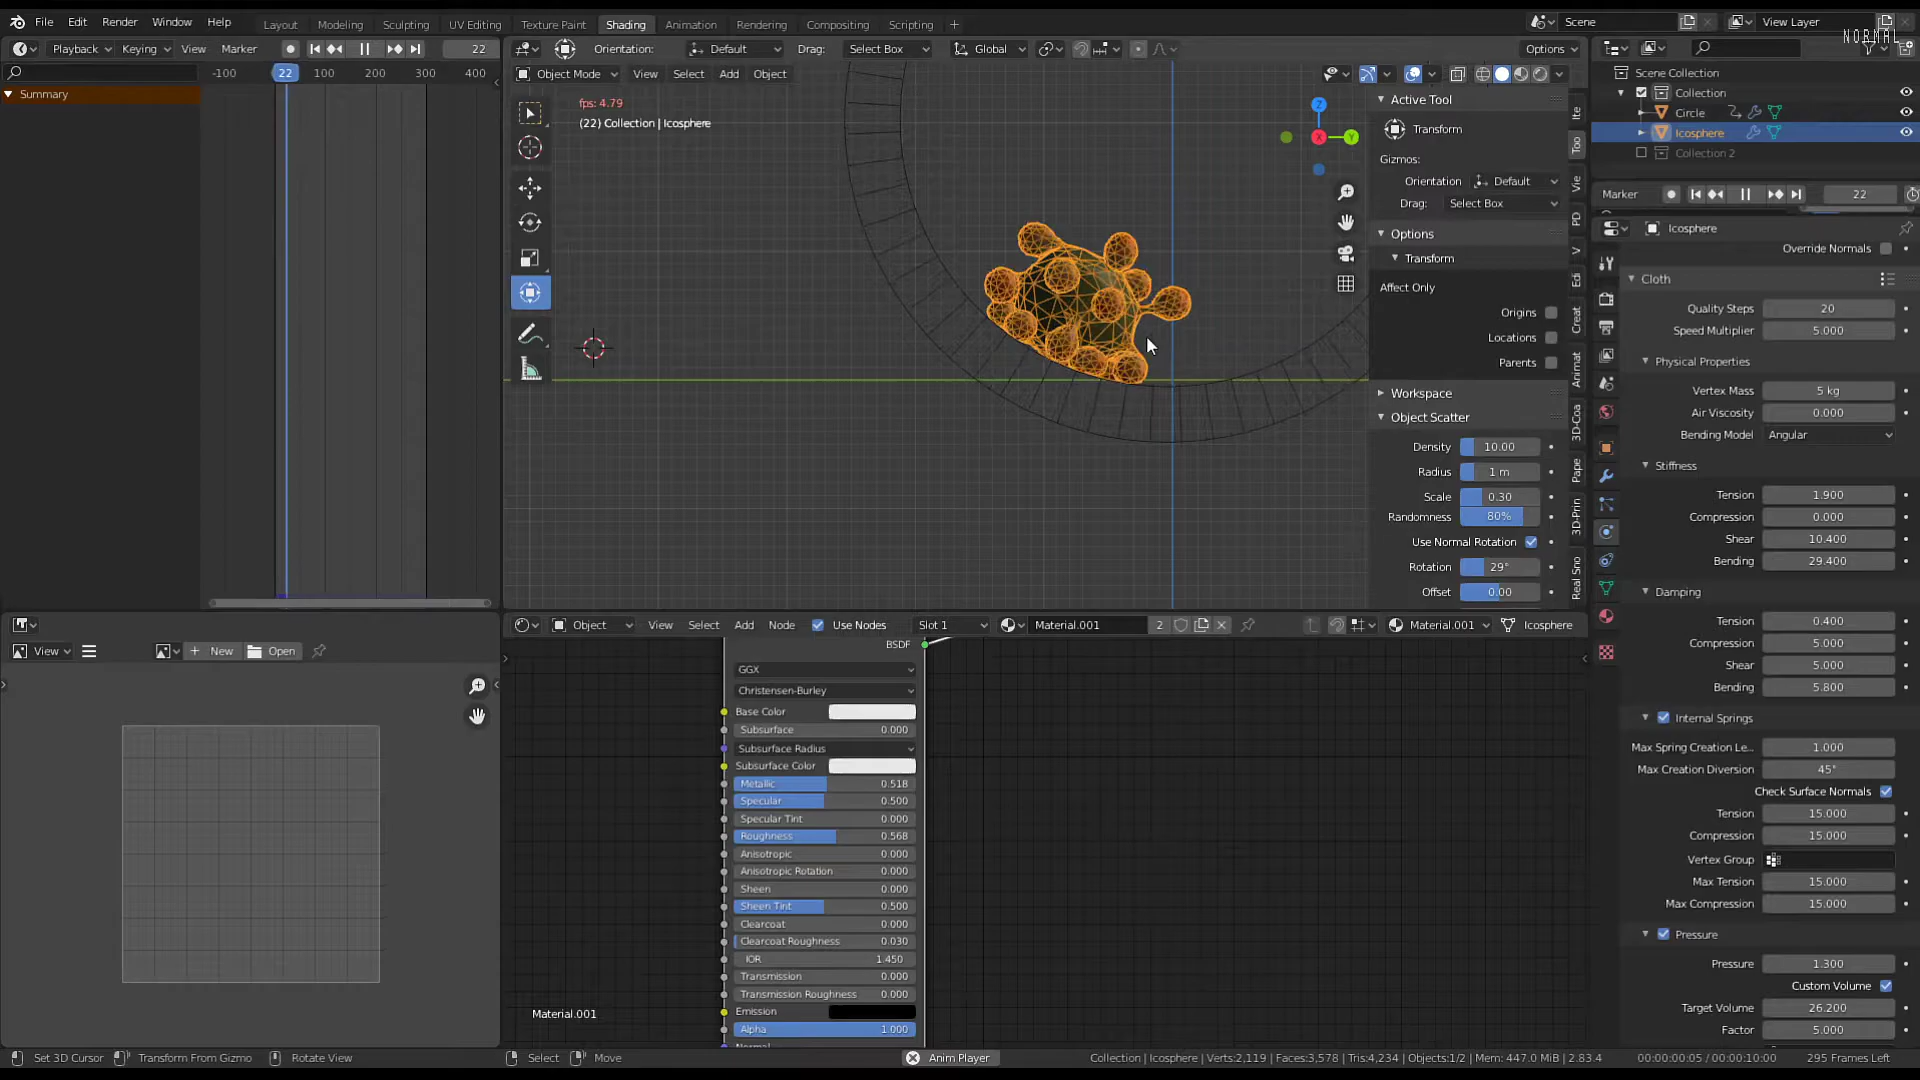 File Edit Render Window Help Layout Modeling Sculpting UV Editing Texture Paint Shading Animation Rendering Compositing Scripting + Scene View Layer
NORMAL
Playback Keying View Marker 22 Orientation: Default Drag: Select Box Global Options
-100 22 100 200 300 400
Summary
Object Mode View Select Add Object
fps: 4.79
(22) Collection | Icosphere
Z
X
Y
Active Tool
Transform
Gizmos:
Orientation Default
Drag: Select Box
Options
Transform
Affect Only
Origins
Locations
Parents
Workspace
Object Scatter
Density 10.00
Radius 1 m
Scale 0.30
Randomness 80%
Use Normal Rotation
Rotation 29°
Offset 0.00
Ite
Too
Vie
PD
V
Edi
Creat
Animat
3D-Coa
Pape
3D-Prin
Real Sno
Scene Collection
Collection
Circle
Icosphere
Collection 2
Marker 22
Icosphere
Override Normals
Cloth
Quality Steps 20
Speed Multiplier 5.000
Physical Properties
Vertex Mass 5 kg
Air Viscosity 0.000
Bending Model Angular
Stiffness
Tension 1.900
Compression 0.000
Shear 10.400
Bending 29.400
Damping
Tension 0.400
Compression 5.000
Shear 5.000
Bending 5.800
Internal Springs
Max Spring Creation Le... 1.000
Max Creation Diversion 45°
Check Surface Normals
Tension 15.000
Compression 15.000
Vertex Group
Max Tension 15.000
Max Compression 15.000
Pressure
Pressure 1.300
Custom Volume
Target Volume 26.200
Factor 5.000
View New Open
Object View Select Add Node Use Nodes Slot 1 Material.001 2 Material.001 Icosphere
BSDF
GGX
Christensen-Burley
Base Color
Subsurface 0.000
Subsurface Radius
Subsurface Color
Metallic 0.518
Specular 0.500
Specular Tint 0.000
Roughness 0.568
Anisotropic 0.000
Anisotropic Rotation 0.000
Sheen 0.000
Sheen Tint 0.500
Clearcoat 0.000
Clearcoat Roughness 0.030
IOR 1.450
Transmission 0.000
Transmission Roughness 0.000
Emission
Alpha 1.000
Material.001
Set 3D Cursor Transform From Gizmo Rotate View Select Move Anim Player Collection | Icosphere | Verts:2,119 | Faces:3,578 | Tris:4,234 | Objects:1/2 | Mem: 447.0 MiB | 2.83.4 00:00:00:05 / 00:00:10:00 295 Frames Left